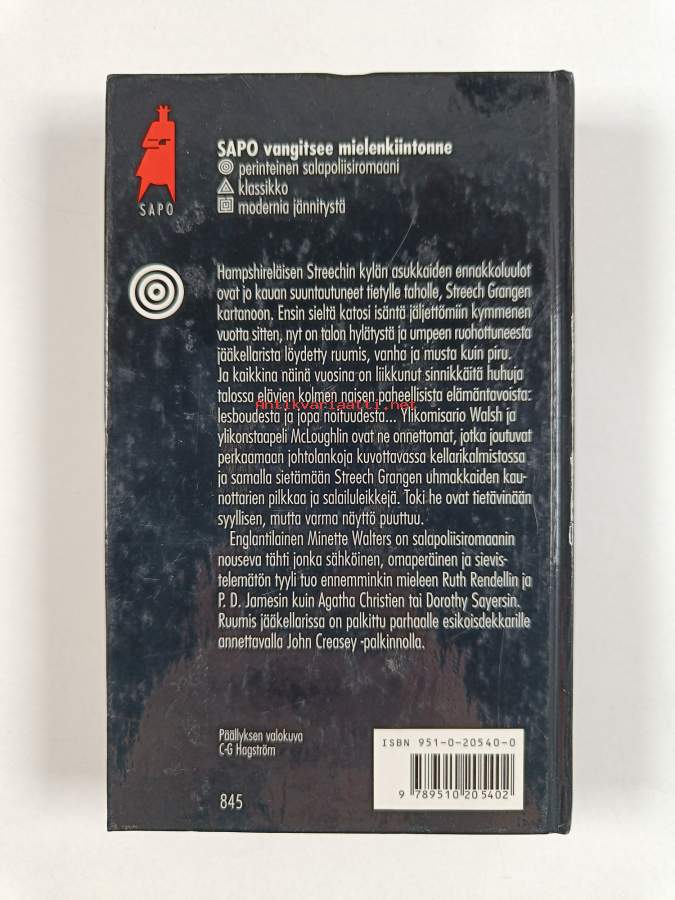 SAPO vangitsee mielenkiintonne
perinteinen salapoliisiromaani
klassikko
modernia jännitystä
SAPO
Hampshireläisen Streechin kylän asukkaiden ennakkoluulot
ovat jo kauan suuntautuneet tietylle taholle, Streech Grangen
kartanoon. Ensin sieltä katosi isäntä jäljettömiin kymmenen
vuotta sitten, nyt on talon hylätystä ja umpeen ruohottuneesta
jääkellarista löydetty ruumis, vanha ja musta kuin piru.
Ja kaikkina näinä vuosina on liikkunut sinnikkäitä huhuja
talossa elävien kolmen naisen paheellisista elämäntavoista:
Antikvariaatti.net
lesboudesta ja jopa noituudesta... Ylikomisario Walsh ja
ylikonstaapeli McLoughlin ovat ne onnettomat, jotka joutuvat
perkaamaan johtolankoja kuvottavassa kellarikalmistossa
ja samalla sietämään Streech Grangen uhmakkaiden kau-
nottarien pilkkaa ja salailuleikkejä. Toki he ovat tietävinään
syyllisen, mutta varma näyttö puuttuu.
Englantilainen Minette Walters on salapoliisiromaanin
nouseva tähti jonka sähköinen, omaperäinen ja sievis-
telemätön tyyli tuo ennemminkin mieleen Ruth Rendellin ja
P. D. Jamesin kuin Agatha Christien tai Dorothy Sayersin.
Ruumis jääkellarissa on palkittu parhaalle esikoisdekkarille
annettavalla John Creasey -palkinnolla.
Päällyksen valokuva
C-G Hagström
ISBN 951-0-20540-0
9 789510 205402
845